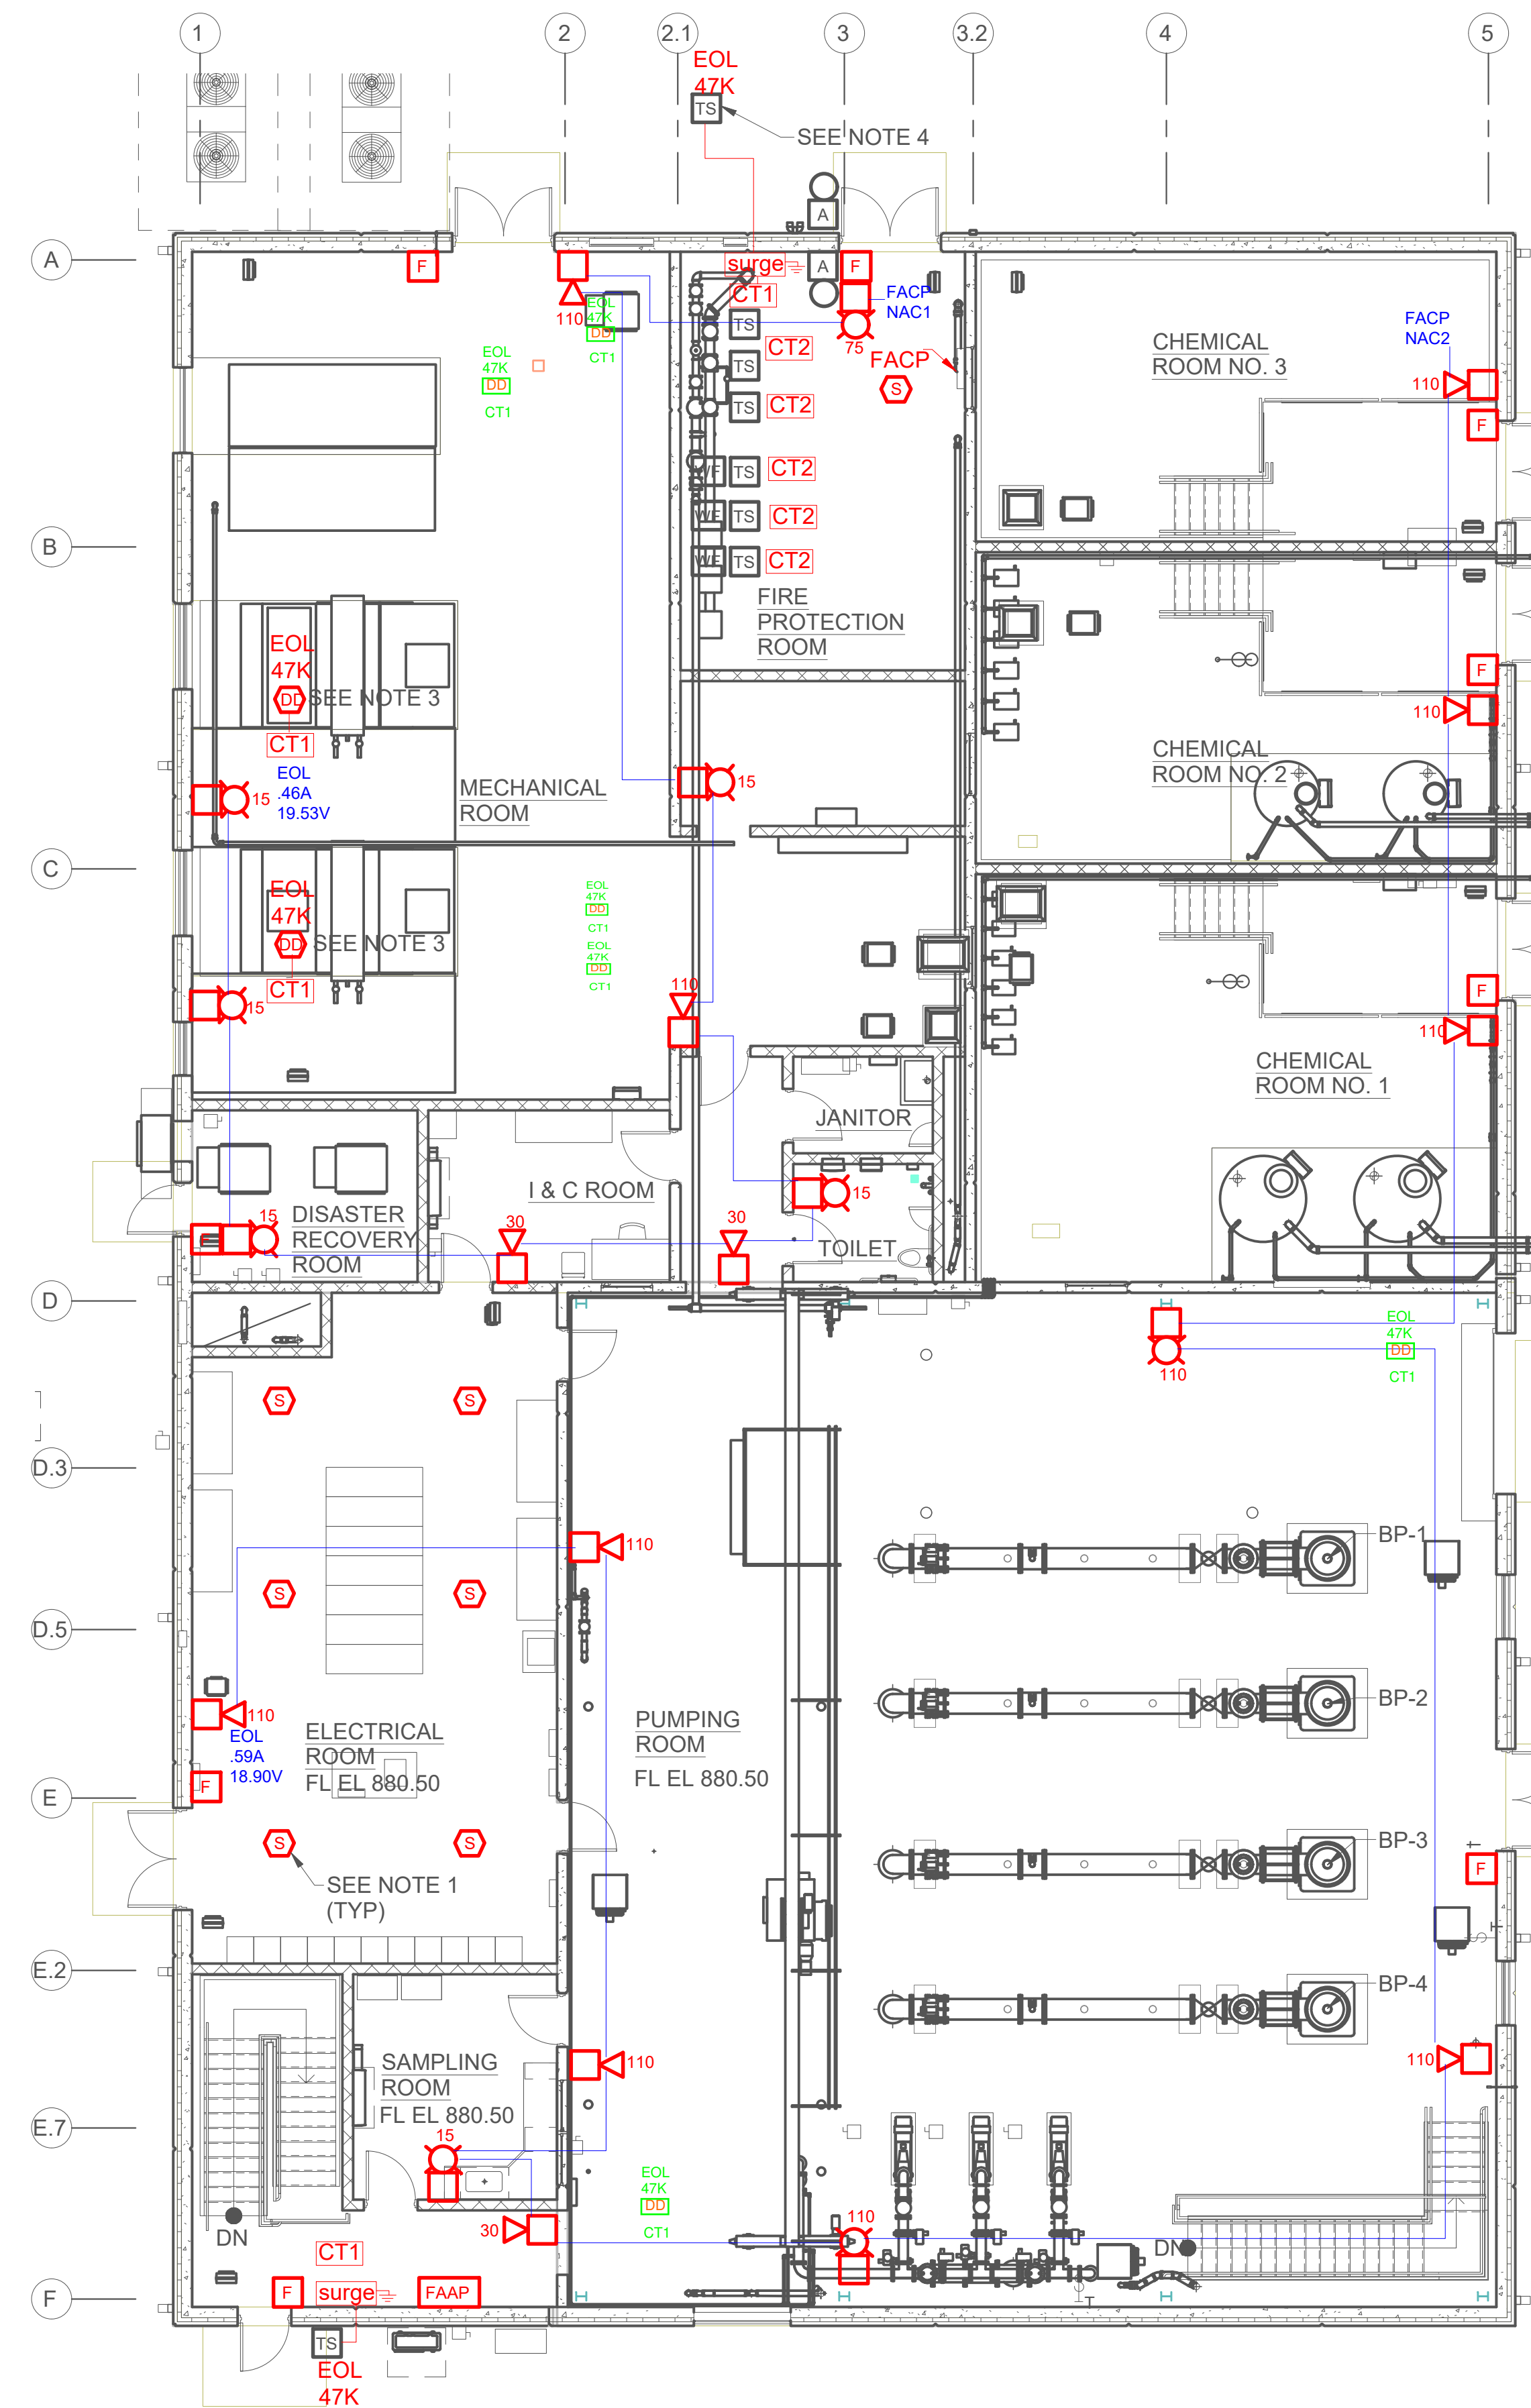 1
2
2.1
3
3.2
4
5
EOL
47K
TS
SEE NOTE 4
A
A
F
surge
A
F
CT1
FACP
NAC1
110
EOL
47K
DD
CT1
TS
75
CT2
FACP
NAC2
CHEMICAL
ROOM NO. 3
EOL
47K
DD
CT1
TS
FACP
S
110
TS
CT2
F
WF
TS
CT2
WF
TS
CT2
B
WF
TS
CT2
FIRE
PROTECTION
ROOM
EOL
47K
DD
SEE NOTE 3
CT1
F
110
CHEMICAL
ROOM NO. 2
EOL
.46A
19.53V
15
MECHANICAL
ROOM
15
C
EOL
47K
DD
SEE NOTE 3
CT1
EOL
47K
DD
CT1
EOL
47K
DD
CT1
15
110
F
110
CHEMICAL
ROOM NO. 1
JANITOR
I & C ROOM
15
15
DISASTER
RECOVERY
ROOM
F
30
30
TOILET
D
EOL
47K
DD
CT1
110
S
S
D.3
BP-1
110
S
S
D.5
BP-2
110
EOL
.59A
18.90V
ELECTRICAL
ROOM
FL EL 880.50
PUMPING
ROOM
FL EL 880.50
F
E
S
S
BP-3
F
T
SEE NOTE 1
(TYP)
T
S
E.2
BP-4
SAMPLING
ROOM
FL EL 880.50
110
110
E.7
15
EOL
47K
DD
CT1
DN
30
110
DN
CT1
F
surge
FAAP
F
T
TS
EOL
47K